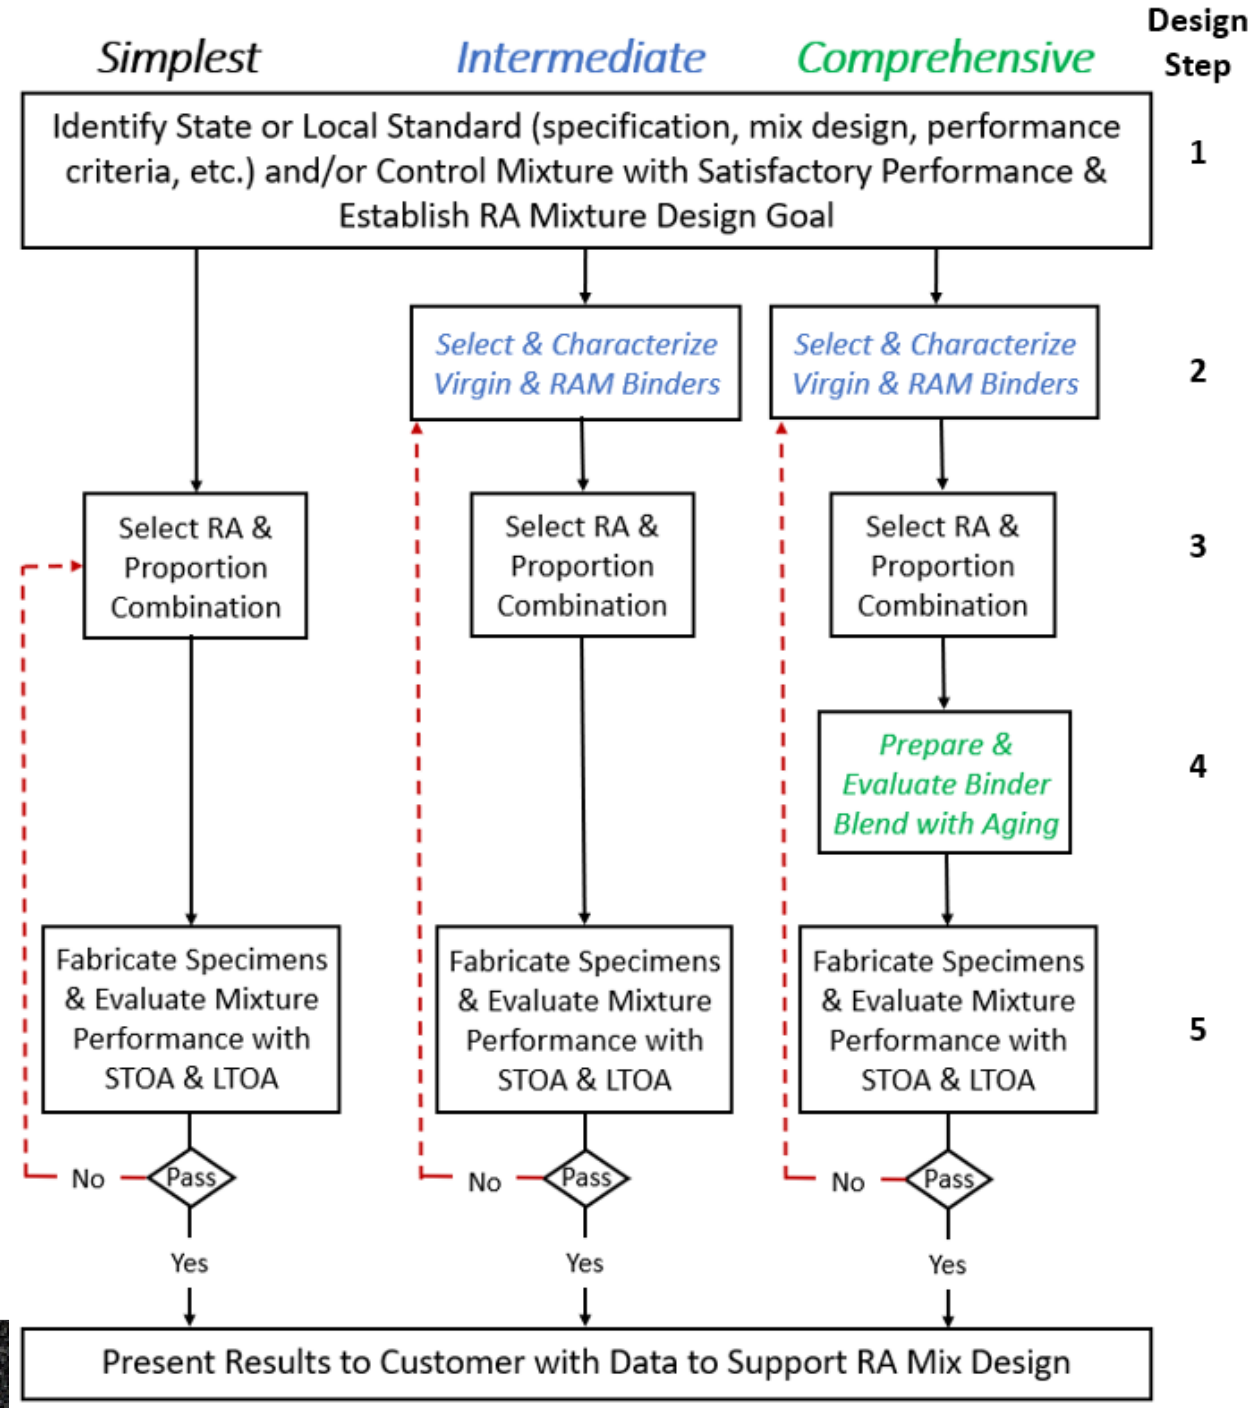 Design
Step
Simplest
Intermediate
Comprehensive
Identify State or Local Standard (specification, mix design, performance
criteria, etc.) and/or Control Mixture with Satisfactory Performance &
Establish RA Mixture Design Goal
1
Select & Characterize
Virgin & RAM Binders
Select & Characterize
Virgin & RAM Binders
2
Select RA &
Proportion
Combination
Select RA &
Proportion
Combination
Select RA &
Proportion
Combination
3
Prepare &
Evaluate Binder
Blend with Aging
4
Fabricate Specimens
& Evaluate Mixture
Performance with
STOA & LTOA
Fabricate Specimens
& Evaluate Mixture
Performance with
STOA & LTOA
Fabricate Specimens
& Evaluate Mixture
Performance with
STOA & LTOA
5
No
Pass
No
Pass
No
Pass
Yes
Yes
Yes
Present Results to Customer with Data to Support RA Mix Design